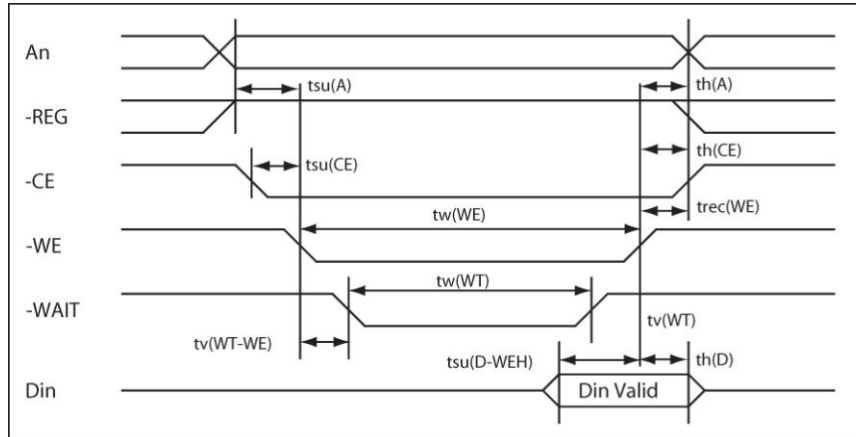 An
tsu(A)
th(A)
-REG
tsu(CE)
th(CE)
-CE
tw(WE)
trec(WE)
-WE
tw(WT)
-WAIT
tv(WT-WE)
tv(WT)
tsu(D-WEH)
th(D)
Din
Din Valid